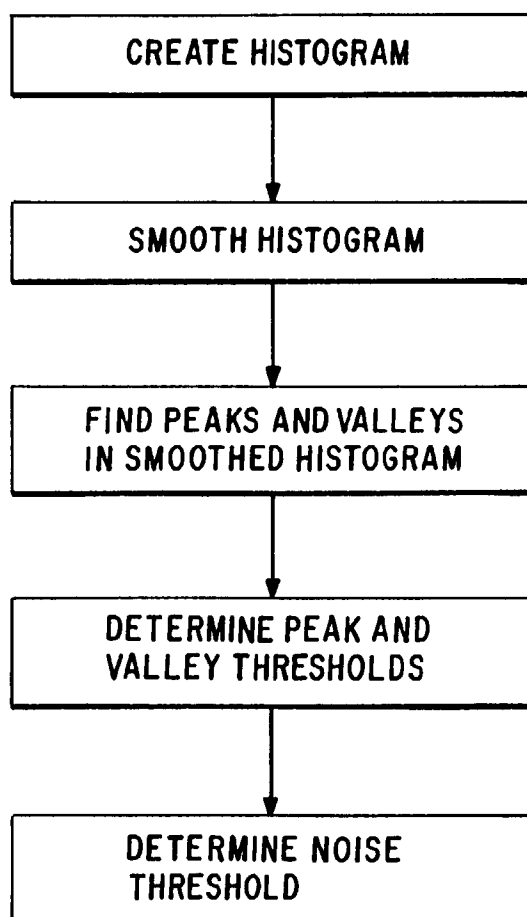 CREATE HISTOGRAM
SMOOTH HISTOGRAM
FIND PEAKS AND VALLEYS
IN SMOOTHED HISTOGRAM
DETERMINE PEAK AND
VALLEY THRESHOLDS
DETERMINE NOISE
THRESHOLD